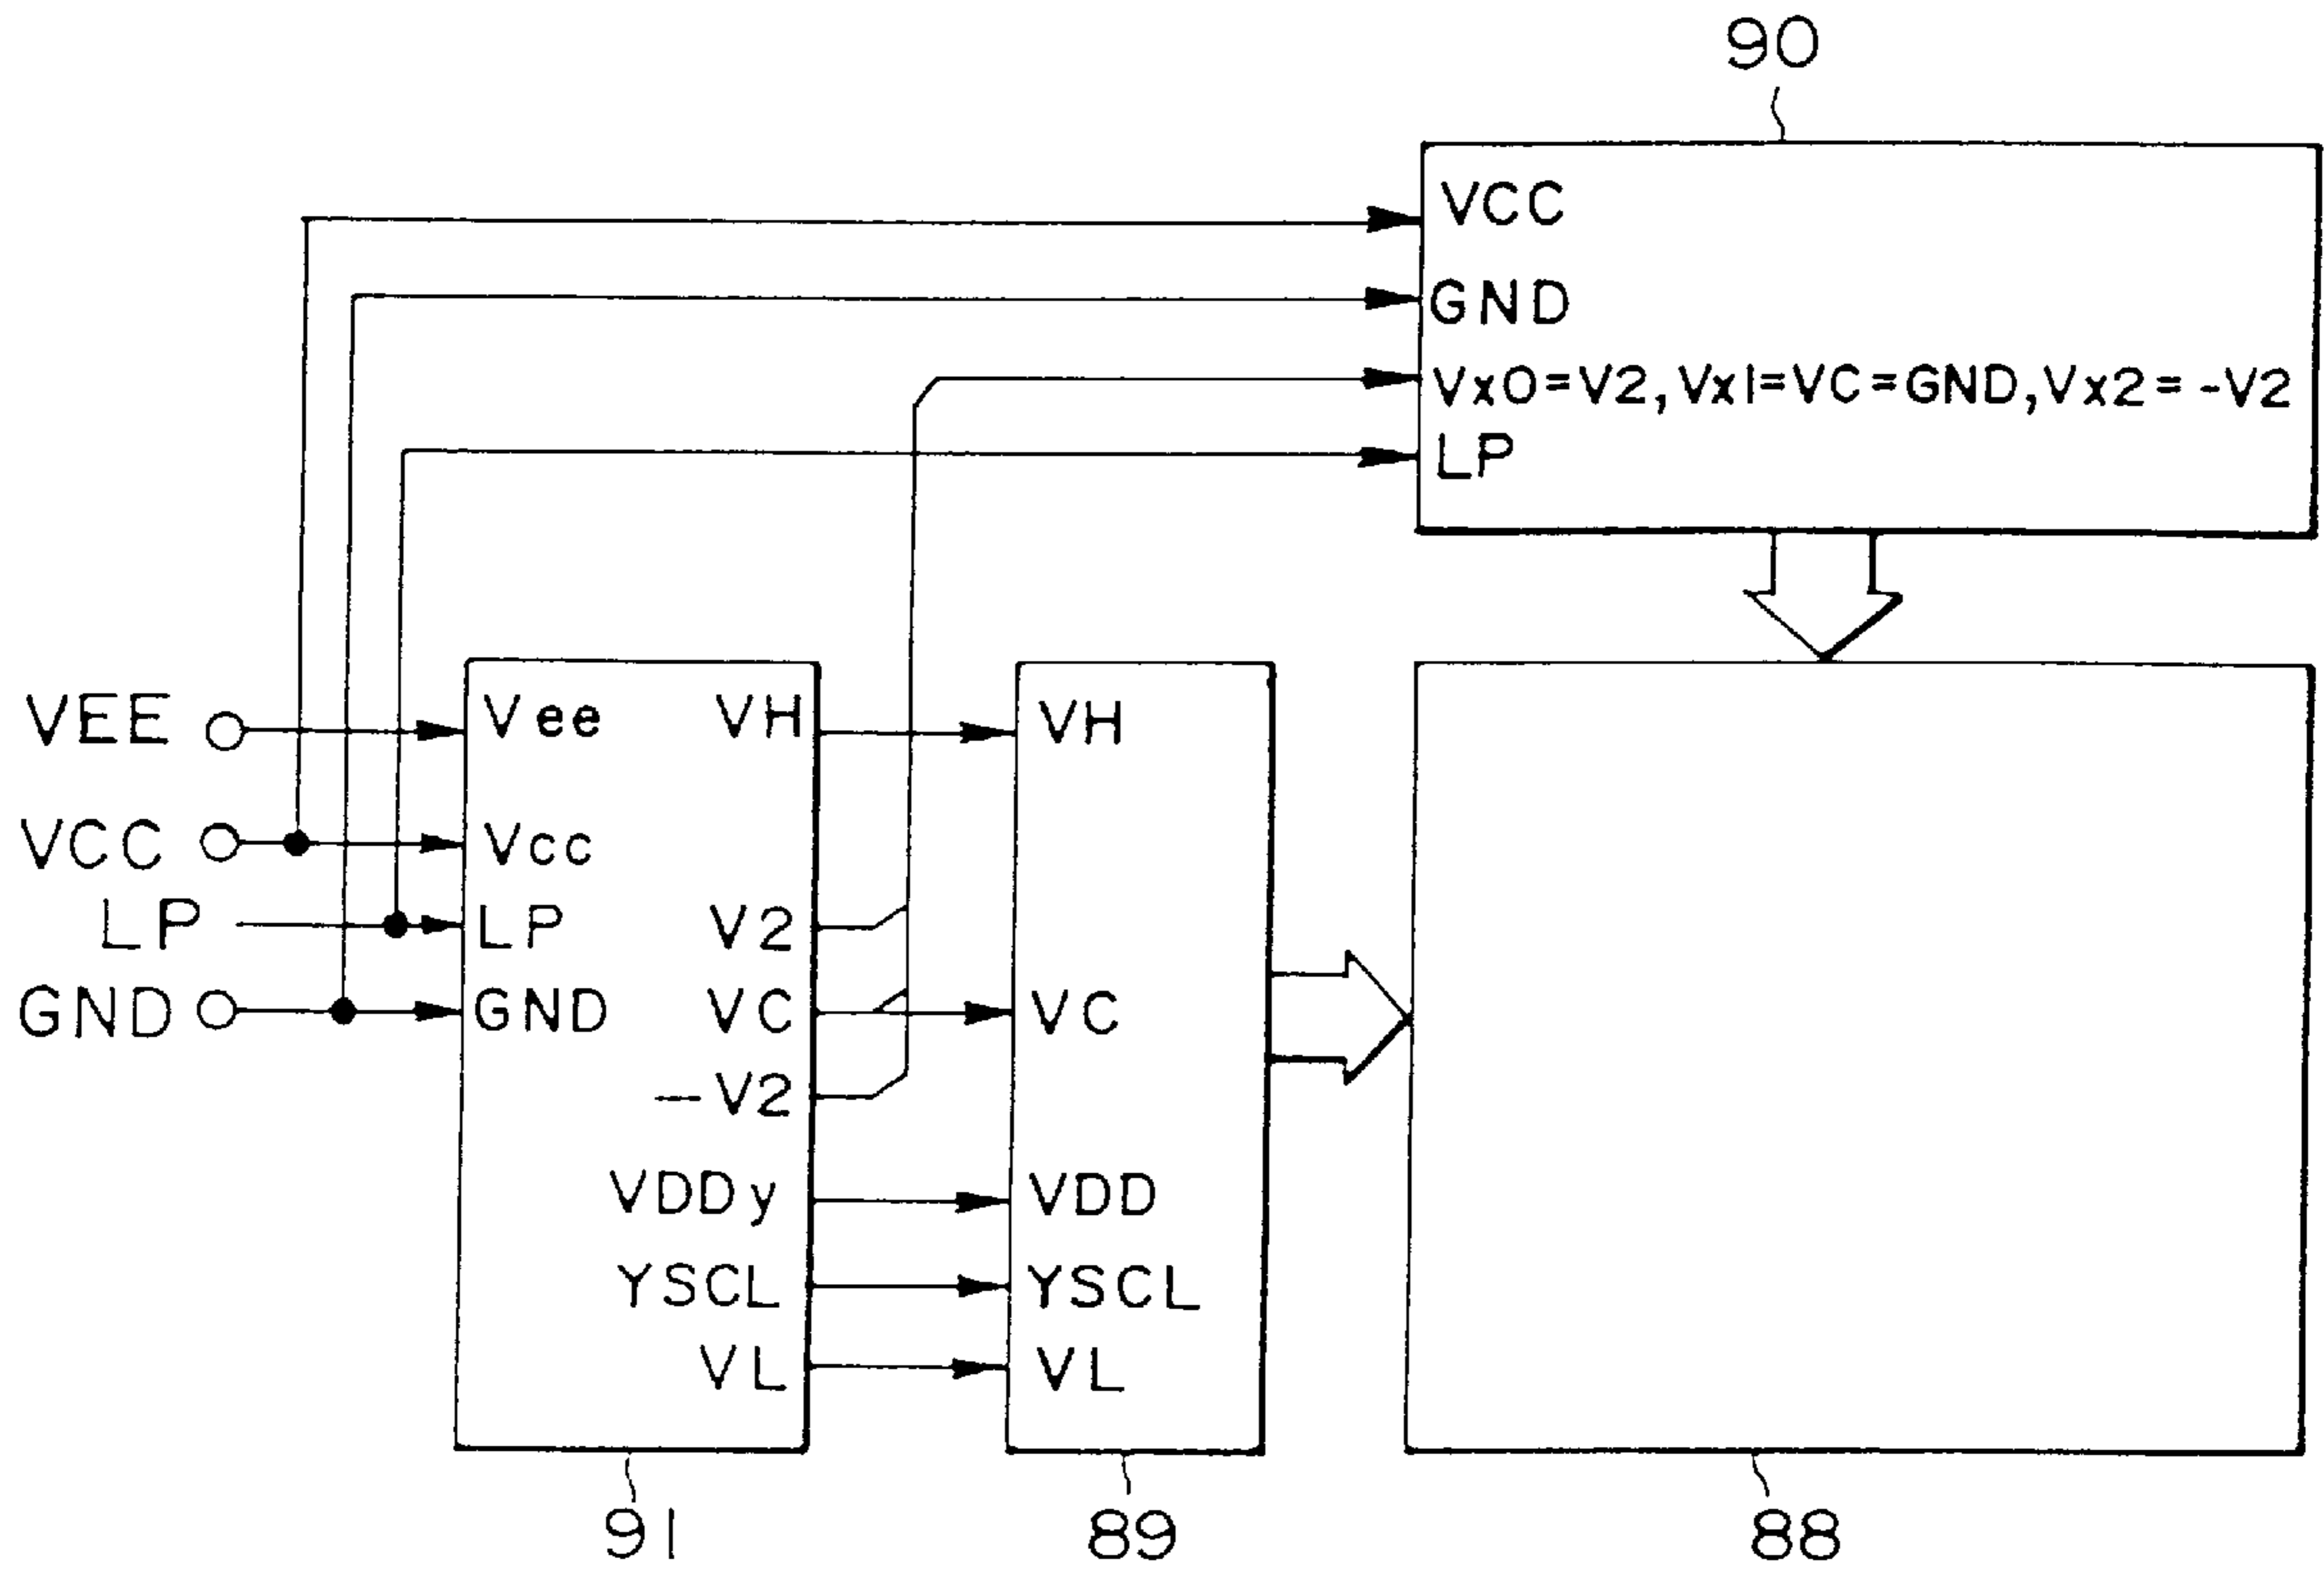 90
VCC
GND
Vx0=V2,Vx1=VC=GND,Vx2=-V2
LP
VEE
Vee
VH
VH
VCC
Vcc
LP
LP
V2
GND
GND
VC
VC
-V2
VDDy
VDD
YSCL
YSCL
VL
VL
91
89
88